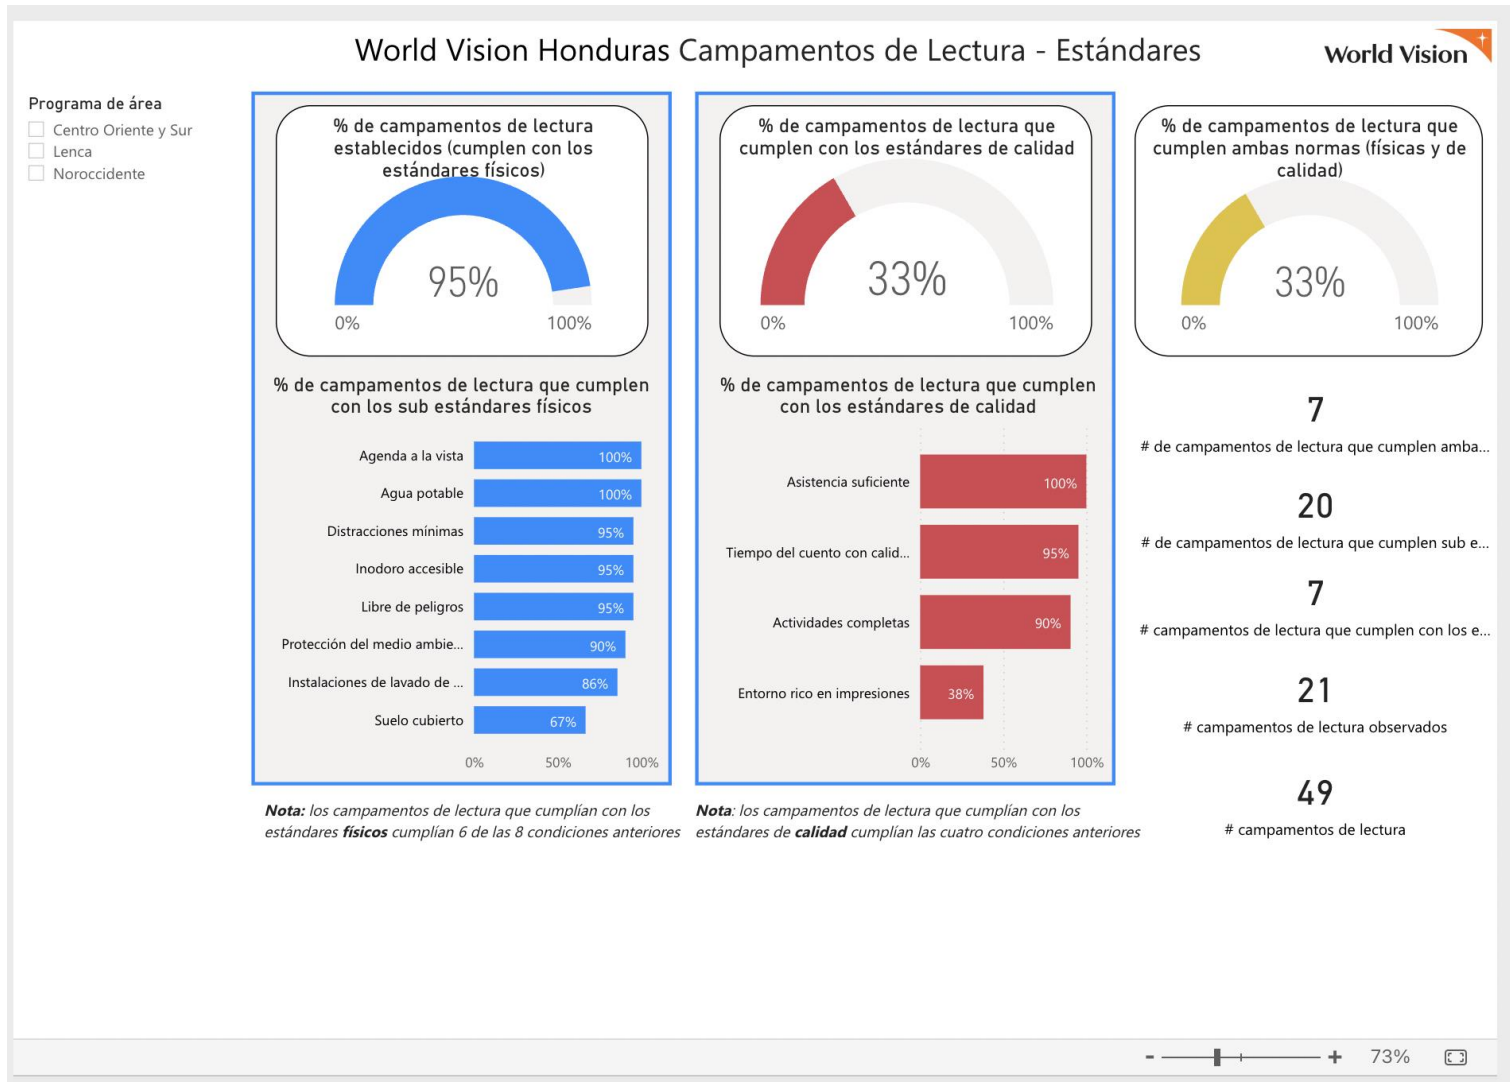 World Vision Honduras Campamentos de Lectura - Estándares
World Vision
Programa de área
Centro Oriente y Sur
Lenca
Noroccidente
% de campamentos de lectura
establecidos (cumplen con los
estándares físicos)
95%
0%
100%
% de campamentos de lectura que cumplen
con los sub estándares físicos
Agenda a la vista
100%
Agua potable
100%
Distracciones mínimas
95%
Inodoro accesible
95%
Libre de peligros
95%
Protección del medio ambie...
90%
Instalaciones de lavado de ...
86%
Suelo cubierto
67%
0%
50%
100%
Nota: los campamentos de lectura que cumplían con los
estándares físicos cumplían 6 de las 8 condiciones anteriores
% de campamentos de lectura que
cumplen con los estándares de calidad
33%
0%
100%
% de campamentos de lectura que cumplen
con los estándares de calidad
Asistencia suficiente
100%
Tiempo del cuento con calid...
95%
Actividades completas
90%
Entorno rico en impresiones
38%
0%
50%
100%
Nota: los campamentos de lectura que cumplían con los
estándares de calidad cumplían las cuatro condiciones anteriores
% de campamentos de lectura que
cumplen ambas normas (físicas y de
calidad)
33%
0%
100%
7
# de campamentos de lectura que cumplen amba...
20
# de campamentos de lectura que cumplen sub e...
7
# campamentos de lectura que cumplen con los e...
21
# campamentos de lectura observados
49
# campamentos de lectura
- + 73%